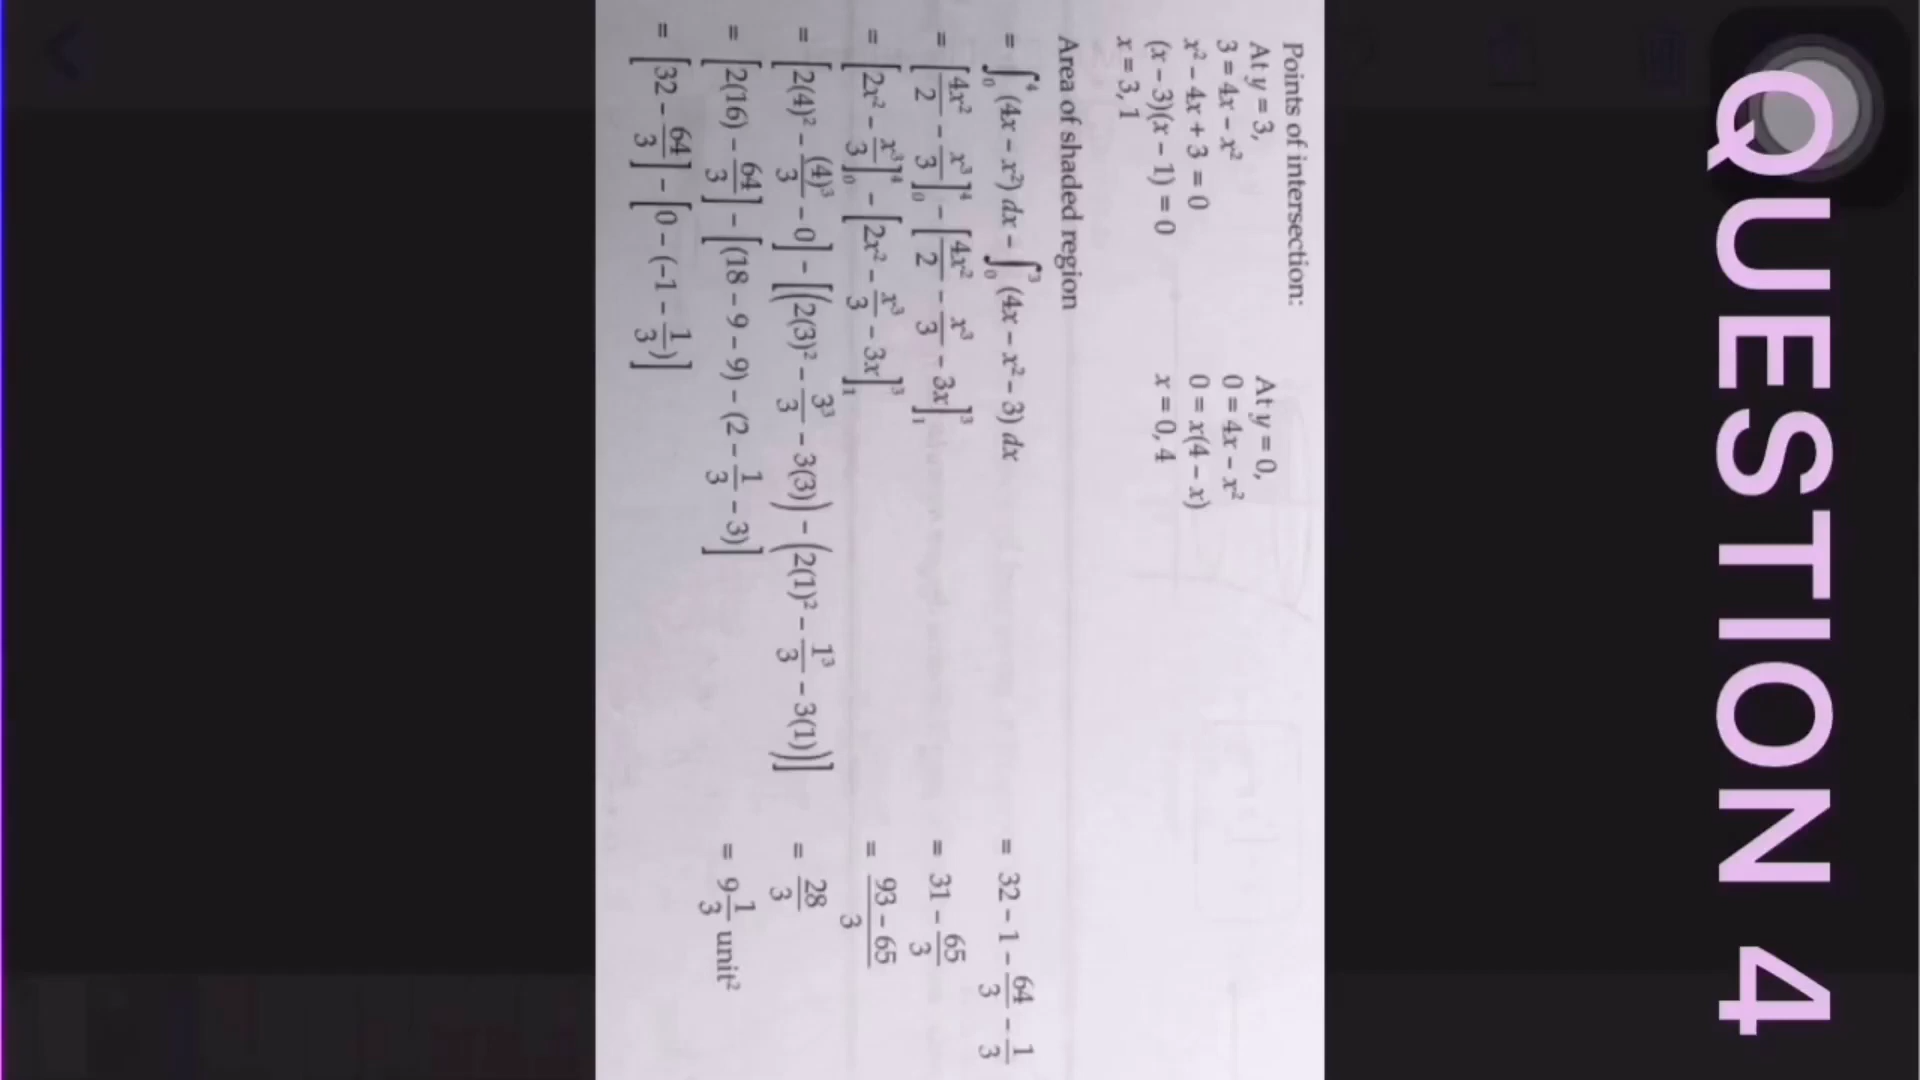 QUESTION 4
Points of intersection:
At y = 3,
3 = 4x − x²
x² − 4x + 3 = 0
(x − 3)(x − 1) = 0
x = 3, 1
At y = 0,
0 = 4x − x²
0 = x(4 − x)
x = 0, 4
Area of shaded region
= ∫₀⁴ (4x − x²) dx − ∫₀³ (4x − x² − 3) dx
= [4x²/2 − x³/3]₀⁴ − [4x²/2 − x³/3 − 3x]₁³
= [2x² − x³/3]₀⁴ − [2x² − x³/3 − 3x]₁³
= [2(4)² − (4)³/3 − 0] − [(2(3)² − 3³/3 − 3(3)) − (2(1)² − 1³/3 − 3(1))]
= [2(16) − 64/3] − [(18 − 9 − 9) − (2 − 1/3 − 3)]
= [32 − 64/3] − [0 − (−1 − 1/3)]
= 32 − 1 − 64/3 − 1/3
= 31 − 65/3
= 93 − 65/3
= 28/3
= 9 1/3 unit²